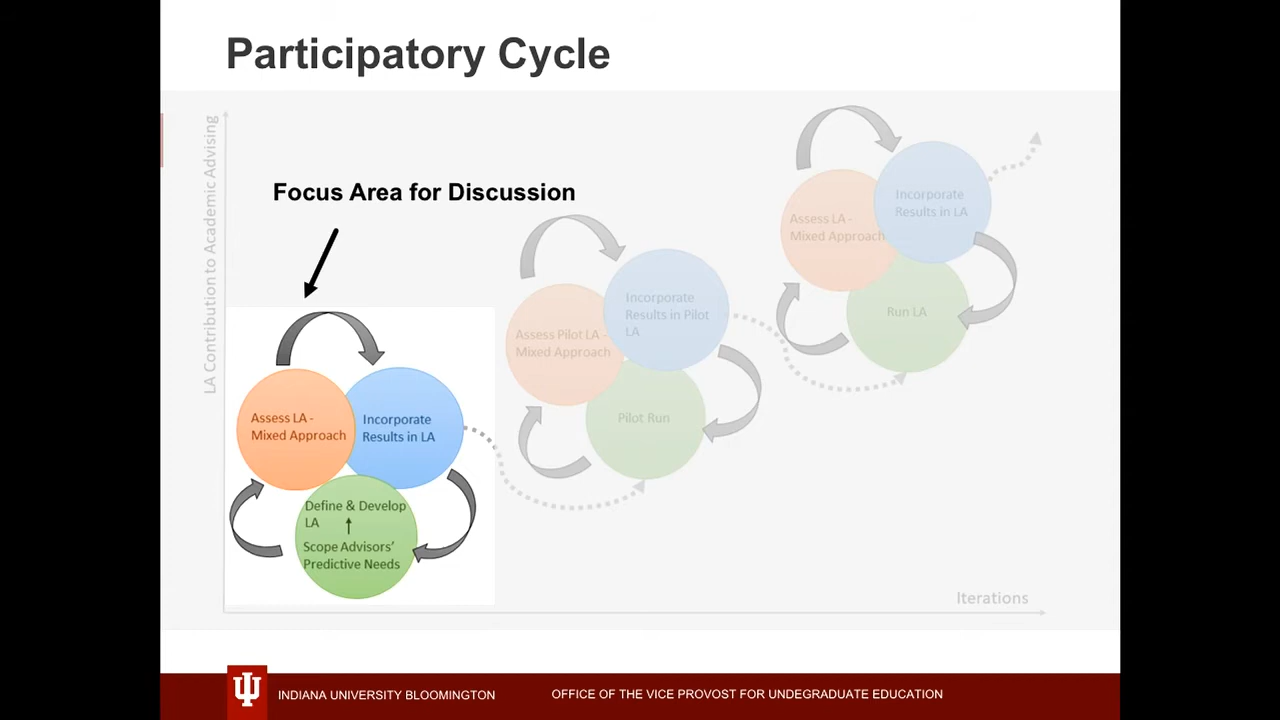 Participatory Cycle
LA Contribution to Academic Advising
Focus Area for Discussion
Assess LA -
Mixed Approach
Incorporate
Results in LA
Define & Develop
LA
Scope Advisors'
Predictive Needs
Assess Pilot LA -
Mixed Approach
Incorporate
Results in Pilot
LA
Pilot Run
Assess LA -
Mixed Approach
Incorporate
Results in LA
Run LA
Iterations
INDIANA UNIVERSITY BLOOMINGTON
OFFICE OF THE VICE PROVOST FOR UNDEGRADUATE EDUCATION